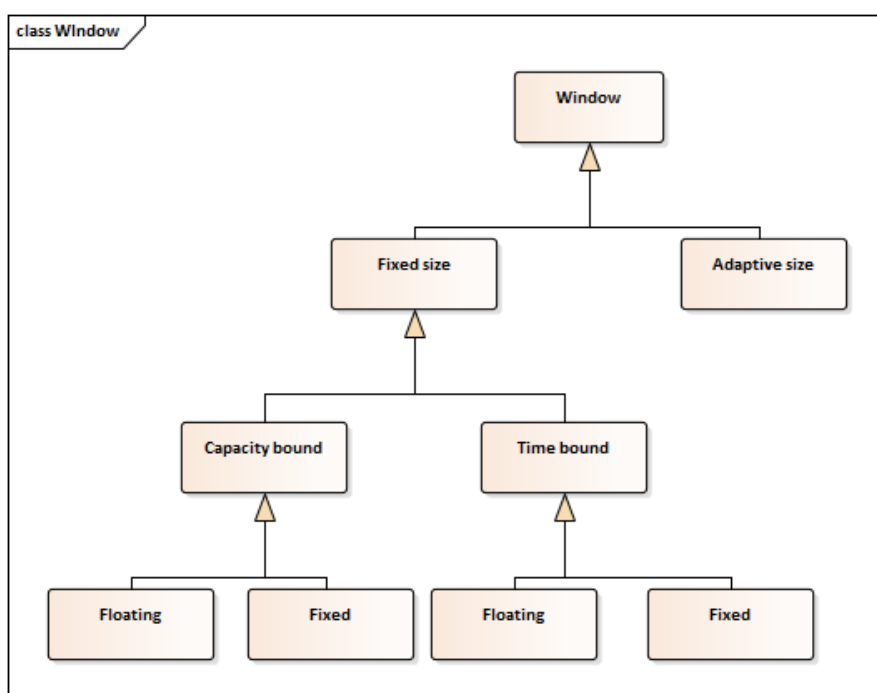 class WIndow
Window
Fixed size
Adaptive size
Capacity bound
Time bound
Floating
Fixed
Floating
Fixed